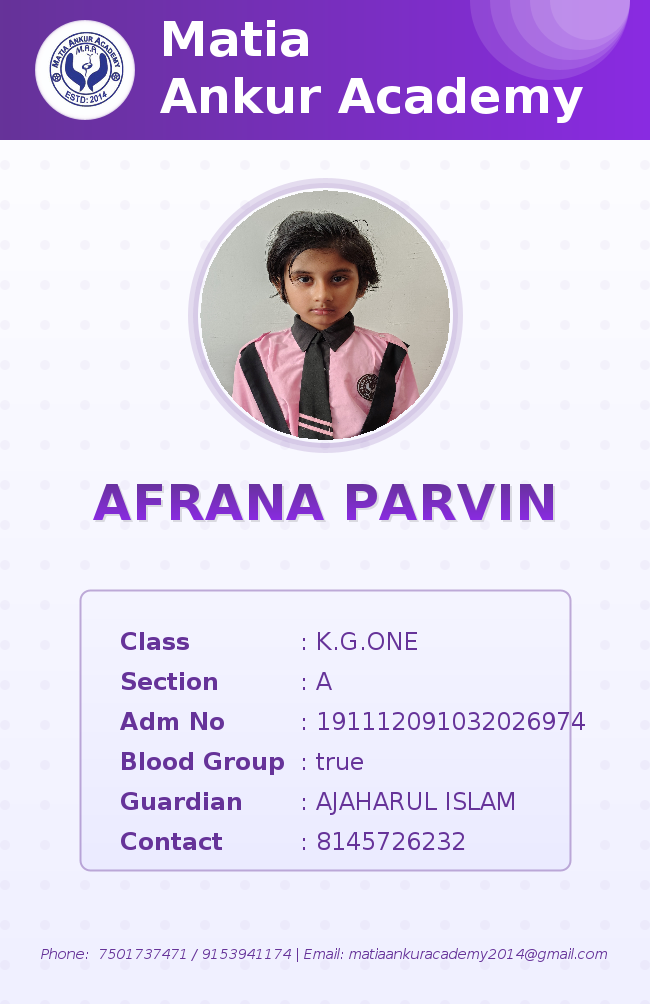 MATIA ANKUR ACADEMY
M.A.A
ESTD: 2014
Matia
Ankur Academy
AFRANA PARVIN
Class : K.G.ONE
Section : A
Adm No : 191112091032026974
Blood Group : true
Guardian : AJAHARUL ISLAM
Contact : 8145726232
Phone: 7501737471 / 9153941174 | Email: matiaankuracademy2014@gmail.com